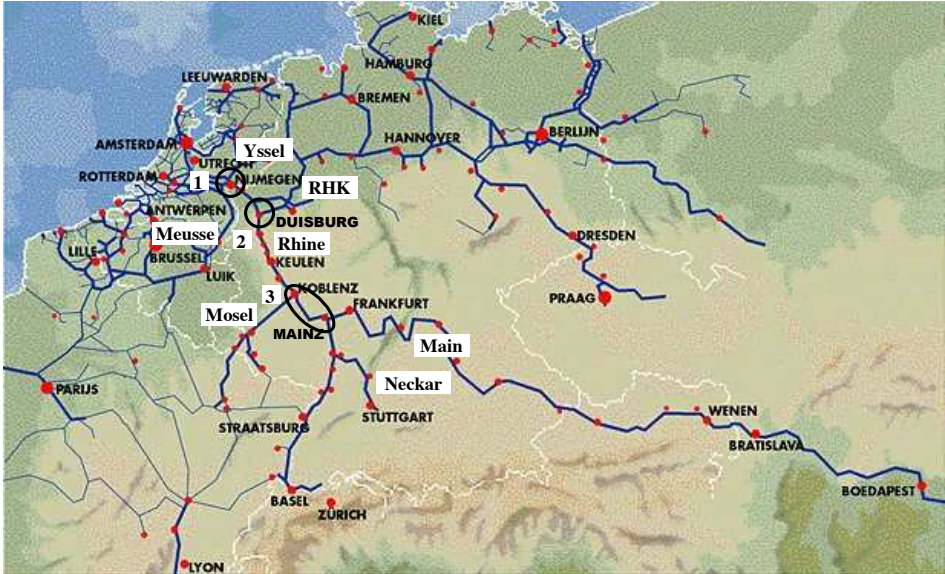 KIEL
HAMBURG
LEEUWARDEN
BREMEN
AMSTERDAM
HANNOVER
BERLIJN
Yssel
UTRECHT
ROTTERDAM
1
NIJMEGEN
RHK
ANTWERPEN
DUISBURG
Meusse
2
Rhine
DRESDEN
LILLE
BRUSSEL
KEULEN
LUIK
3
KOBLENZ
PRAAG
Mosel
FRANKFURT
MAINZ
Main
Neckar
PARIJS
STUTTGART
WENEN
STRAATSBURG
BRATISLAVA
BOEDAPEST
BASEL
ZÜRICH
LYON